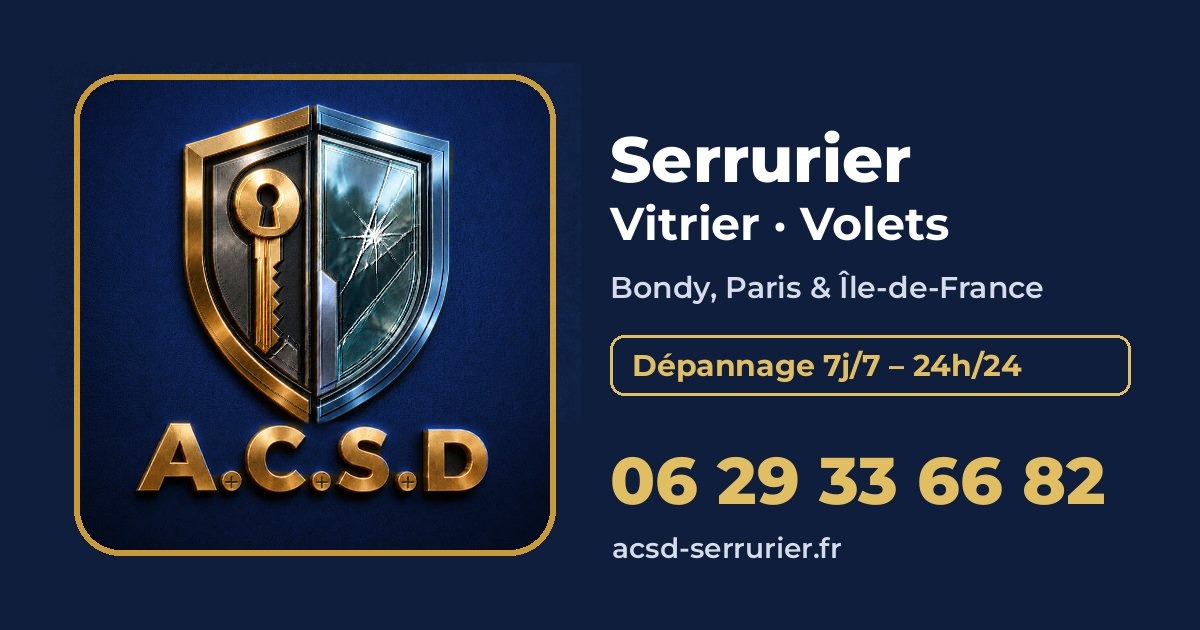 A.C.S.D
Serrurier
Vitrier · Volets
Bondy, Paris & Île-de-France
Dépannage 7j/7 – 24h/24
06 29 33 66 82
acsd-serrurier.fr